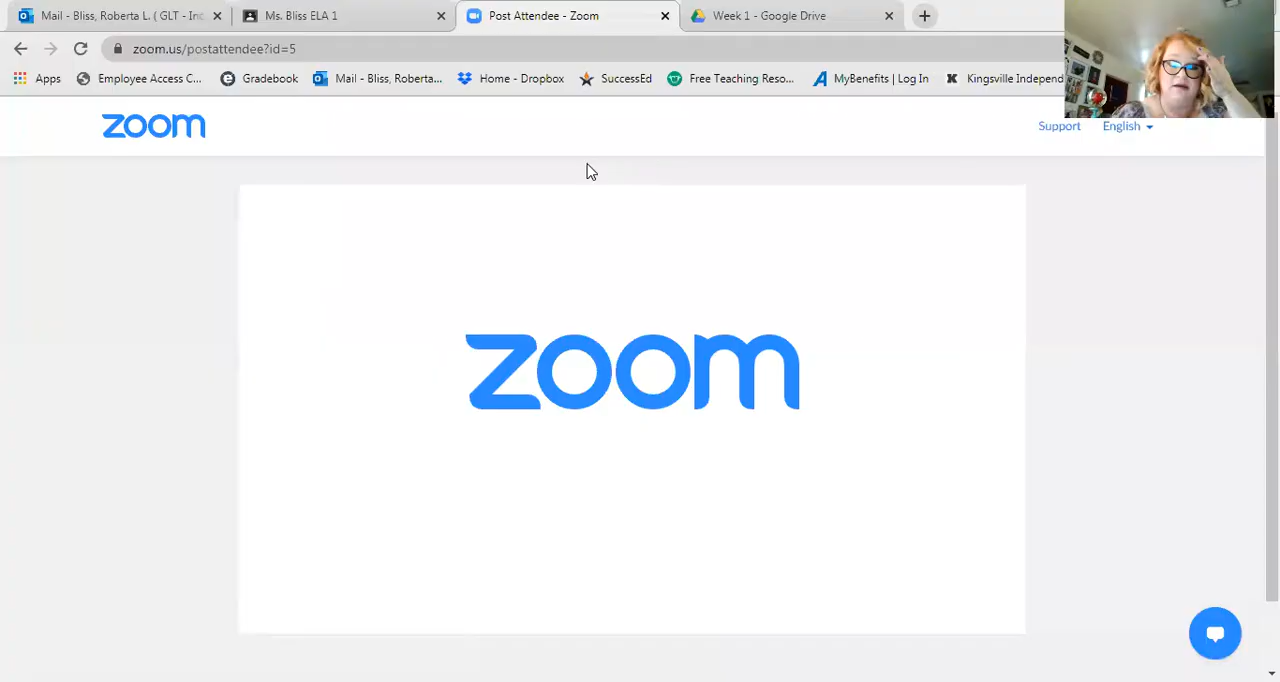 Mail - Bliss, Roberta L. ( GLT - Inc
Ms. Bliss ELA 1
Post Attendee - Zoom
Week 1 - Google Drive
zoom.us/postattendee?id=5
Apps
Employee Access C...
Gradebook
Mail - Bliss, Roberta...
Home - Dropbox
SuccessEd
Free Teaching Reso...
MyBenefits | Log In
Kingsville Independ
zoom
Support
English
zoom